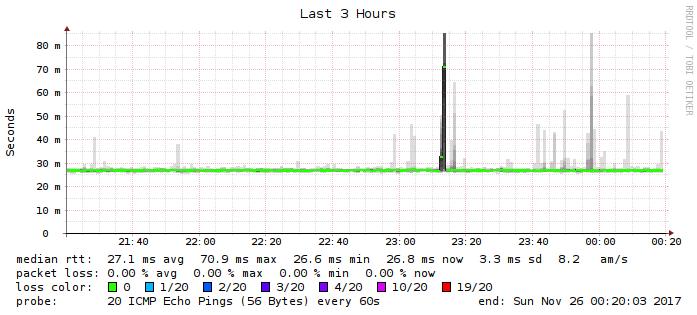 Last 3 Hours
RRDTOOL / TOBI OETIKER
Seconds
80 m
70 m
60 m
50 m
40 m
30 m
20 m
10 m
0
21:40 22:00 22:20 22:40 23:00 23:20 23:40 00:00 00:20
median rtt: 27.1 ms avg 70.9 ms max 26.6 ms min 26.8 ms now 3.3 ms sd 8.2 am/s
packet loss: 0.00 % avg 0.00 % max 0.00 % min 0.00 % now
loss color: 0 1/20 2/20 3/20 4/20 10/20 19/20
probe: 20 ICMP Echo Pings (56 Bytes) every 60s end: Sun Nov 26 00:20:03 2017